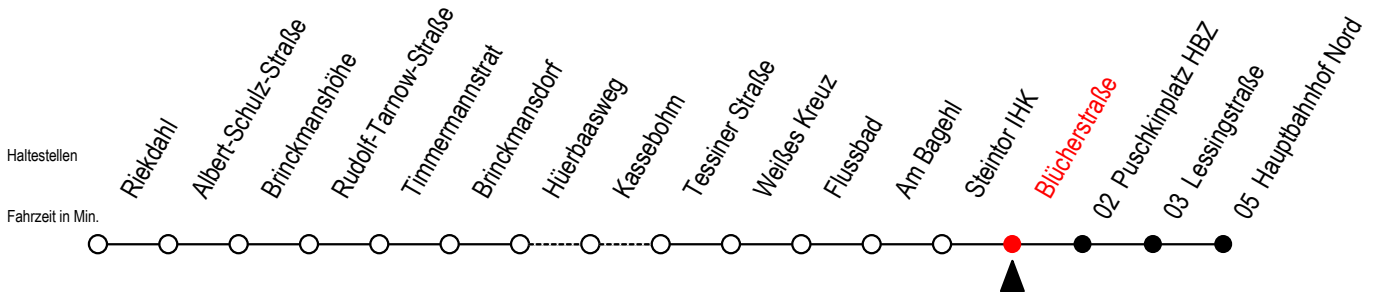 Haltestellen
Fahrzeit in Min.
Riekdahl
Albert-Schulz-Straße
Brinckmanshöhe
Rudolf-Tarnow-Straße
Timmermannstrat
Brinckmansdorf
Hüerbaasweg
Kassebohm
Tessiner Straße
Weißes Kreuz
Flussbad
Am Bagehl
Steintor IHK
Blücherstraße
02 Puschkinplatz HBZ
03 Lessingstraße
05 Hauptbahnhof Nord